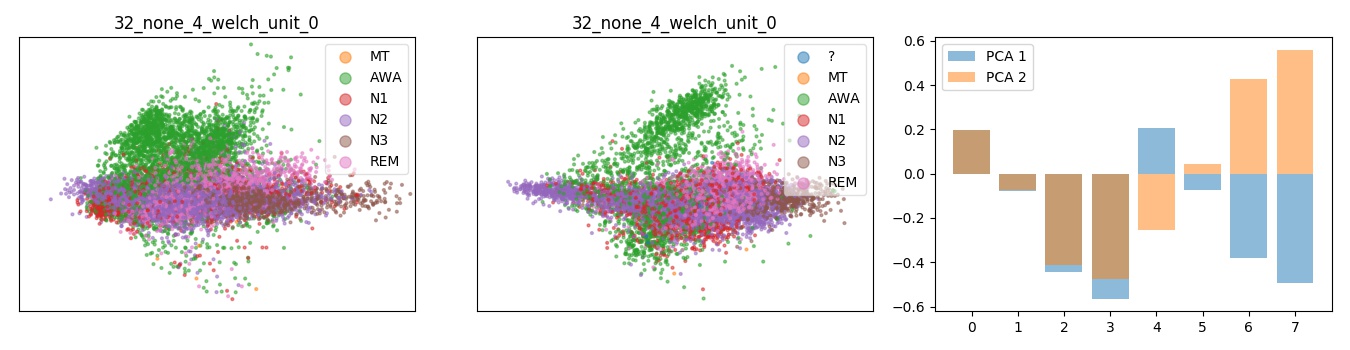 32_none_4_welch_unit_0
MT
AWA
N1
N2
N3
REM
32_none_4_welch_unit_0
?
MT
AWA
N1
N2
N3
REM
PCA 1
PCA 2
0.6
0.4
0.2
0.0
−0.2
−0.4
−0.6
0 1 2 3 4 5 6 7